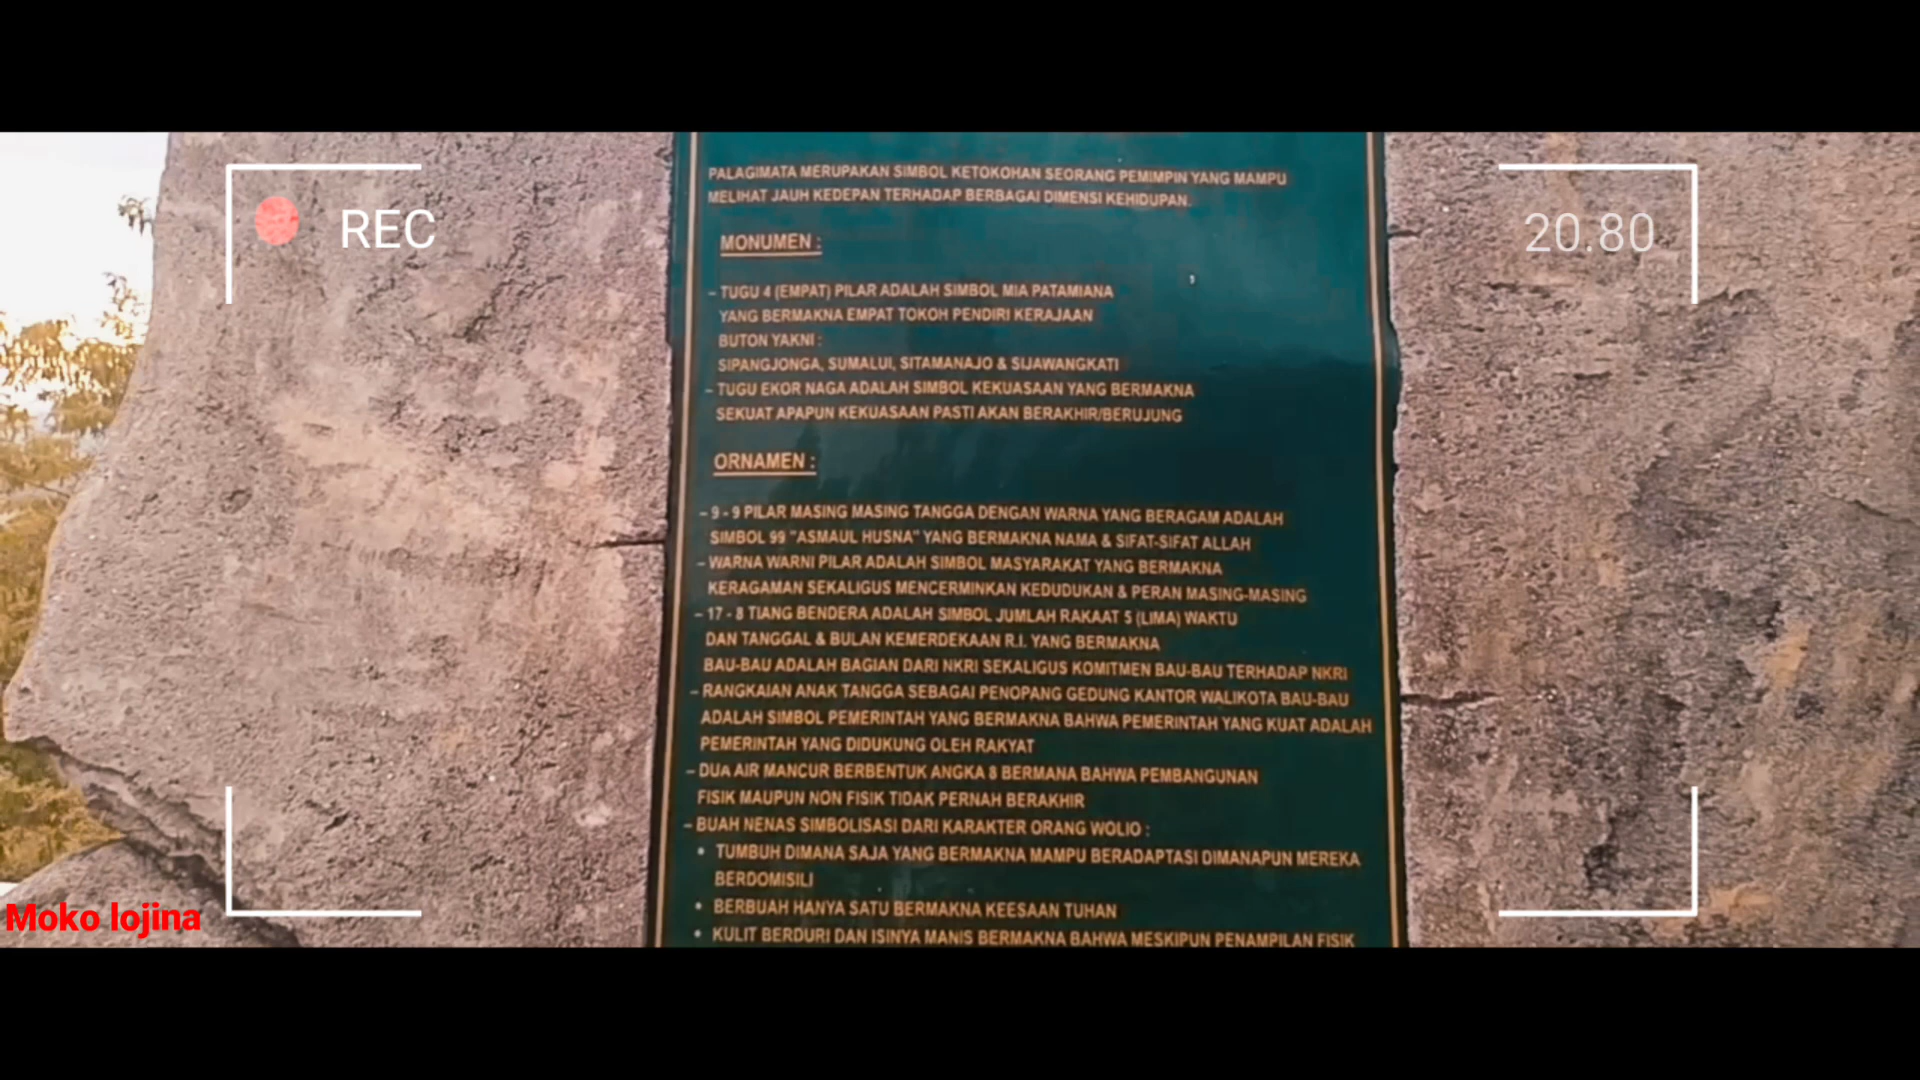 PALAGIMATA MERUPAKAN SIMBOL KETOKOHAN SEORANG PEMIMPIN YANG MAMPU
MELIHAT JAUH KEDEPAN TERHADAP BERBAGAI DIMENSI KEHIDUPAN.
REC
20.80
MONUMEN :
– TUGU 4 (EMPAT) PILAR ADALAH SIMBOL MIA PATAMIANA
YANG BERMAKNA EMPAT TOKOH PENDIRI KERAJAAN
BUTON YAKNI :
SIPANGJONGA, SUMALUI, SITAMANAJO & SIJAWANGKATI
– TUGU EKOR NAGA ADALAH SIMBOL KEKUASAAN YANG BERMAKNA
SEKUAT APAPUN KEKUASAAN PASTI AKAN BERAKHIR/BERUJUNG
ORNAMEN :
– 9 - 9 PILAR MASING MASING TANGGA DENGAN WARNA YANG BERAGAM ADALAH
SIMBOL 99 "ASMAUL HUSNA" YANG BERMAKNA NAMA & SIFAT-SIFAT ALLAH
– WARNA WARNI PILAR ADALAH SIMBOL MASYARAKAT YANG BERMAKNA
KERAGAMAN SEKALIGUS MENCERMINKAN KEDUDUKAN & PERAN MASING-MASING
– 17 - 8 TIANG BENDERA ADALAH SIMBOL JUMLAH RAKAAT 5 (LIMA) WAKTU
DAN TANGGAL & BULAN KEMERDEKAAN R.I. YANG BERMAKNA
BAU-BAU ADALAH BAGIAN DARI NKRI SEKALIGUS KOMITMEN BAU-BAU TERHADAP NKRI
– RANGKAIAN ANAK TANGGA SEBAGAI PENOPANG GEDUNG KANTOR WALIKOTA BAU-BAU
ADALAH SIMBOL PEMERINTAH YANG BERMAKNA BAHWA PEMERINTAH YANG KUAT ADALAH
PEMERINTAH YANG DIDUKUNG OLEH RAKYAT
– DUA AIR MANCUR BERBENTUK ANGKA 8 BERMANA BAHWA PEMBANGUNAN
FISIK MAUPUN NON FISIK TIDAK PERNAH BERAKHIR
– BUAH NENAS SIMBOLISASI DARI KARAKTER ORANG WOLIO :
• TUMBUH DIMANA SAJA YANG BERMAKNA MAMPU BERADAPTASI DIMANAPUN MEREKA
BERDOMISILI
• BERBUAH HANYA SATU BERMAKNA KEESAAN TUHAN
• KULIT BERDURI DAN ISINYA MANIS BERMAKNA BAHWA MESKIPUN PENAMPILAN FISIK
Moko lojina